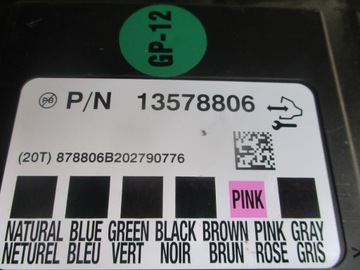 GP-12
PB P/N 13578806
(20T) 878806B202790776
PINK
NATURAL BLUE GREEN BLACK BROWN PINK GRAY
NETUREL BLEU VERT NOIR BRUN ROSE GRIS